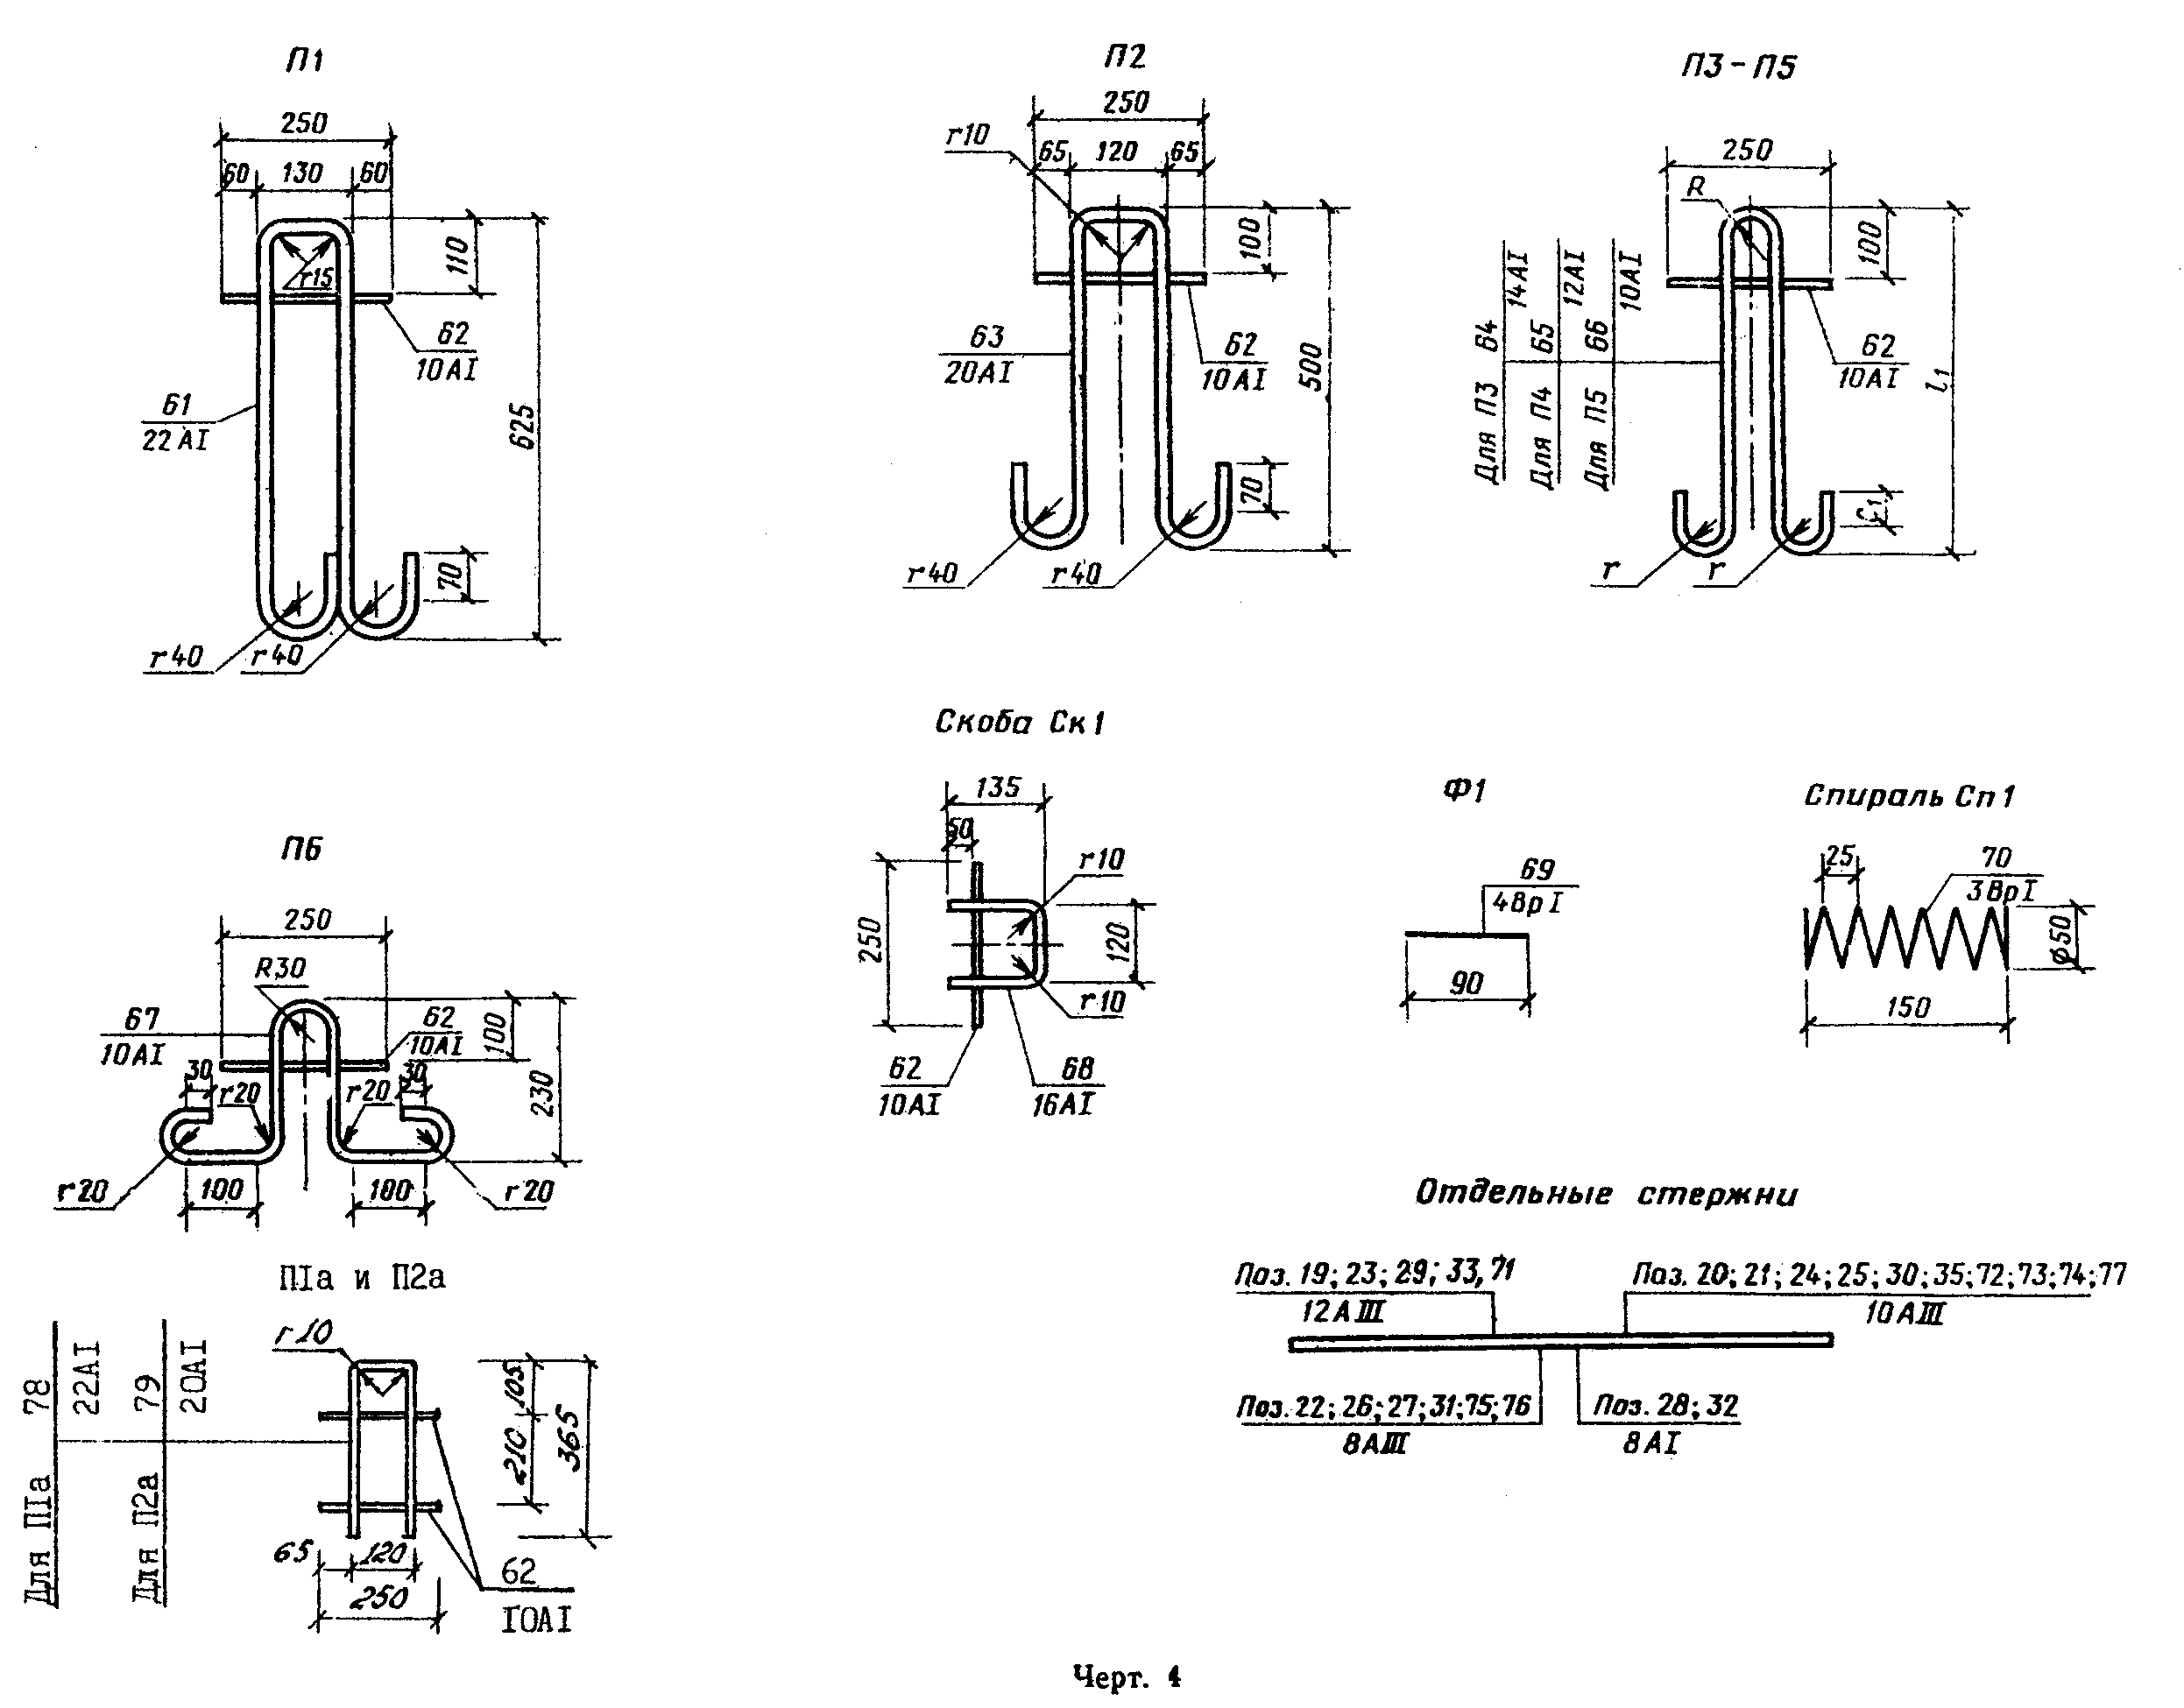 П1
250
60 130 60
r15
110
625
62
10АI
61
22АI
70
r40 r40
П2
250
r10
65 120 65
100
500
63
20АI
62
10АI
70
r40 r40
П3-П5
250
R
100
l1
Для П3 64 14АI
Для П4 65 12АI
Для П5 66 10АI
62
10АI
r r
Скоба Ск1
135
50
r10
250
120
r10
62
10АI
68
16АI
Ф1
69
4ВрI
90
Спираль Сп1
25
70
3ВрI
ø50
150
П6
250
R30
67
10АI
62
10АI
100
230
30 30
r20 r20
r20 100 100 r20
ПIа и П2а
r10
Для ПIа 78 22АI
Для П2а 79 20АI
105
210
365
65 120
250
62
I0АI
Отдельные стержни
Поз. 19; 23; 29; 33,71
12АIII
Поз. 20; 21; 24; 25; 30; 35; 72; 73; 74; 77
10АIII
Поз. 22; 26; 27; 31; 75; 76
8АIII
Поз. 28; 32
8АI
Черт. 4